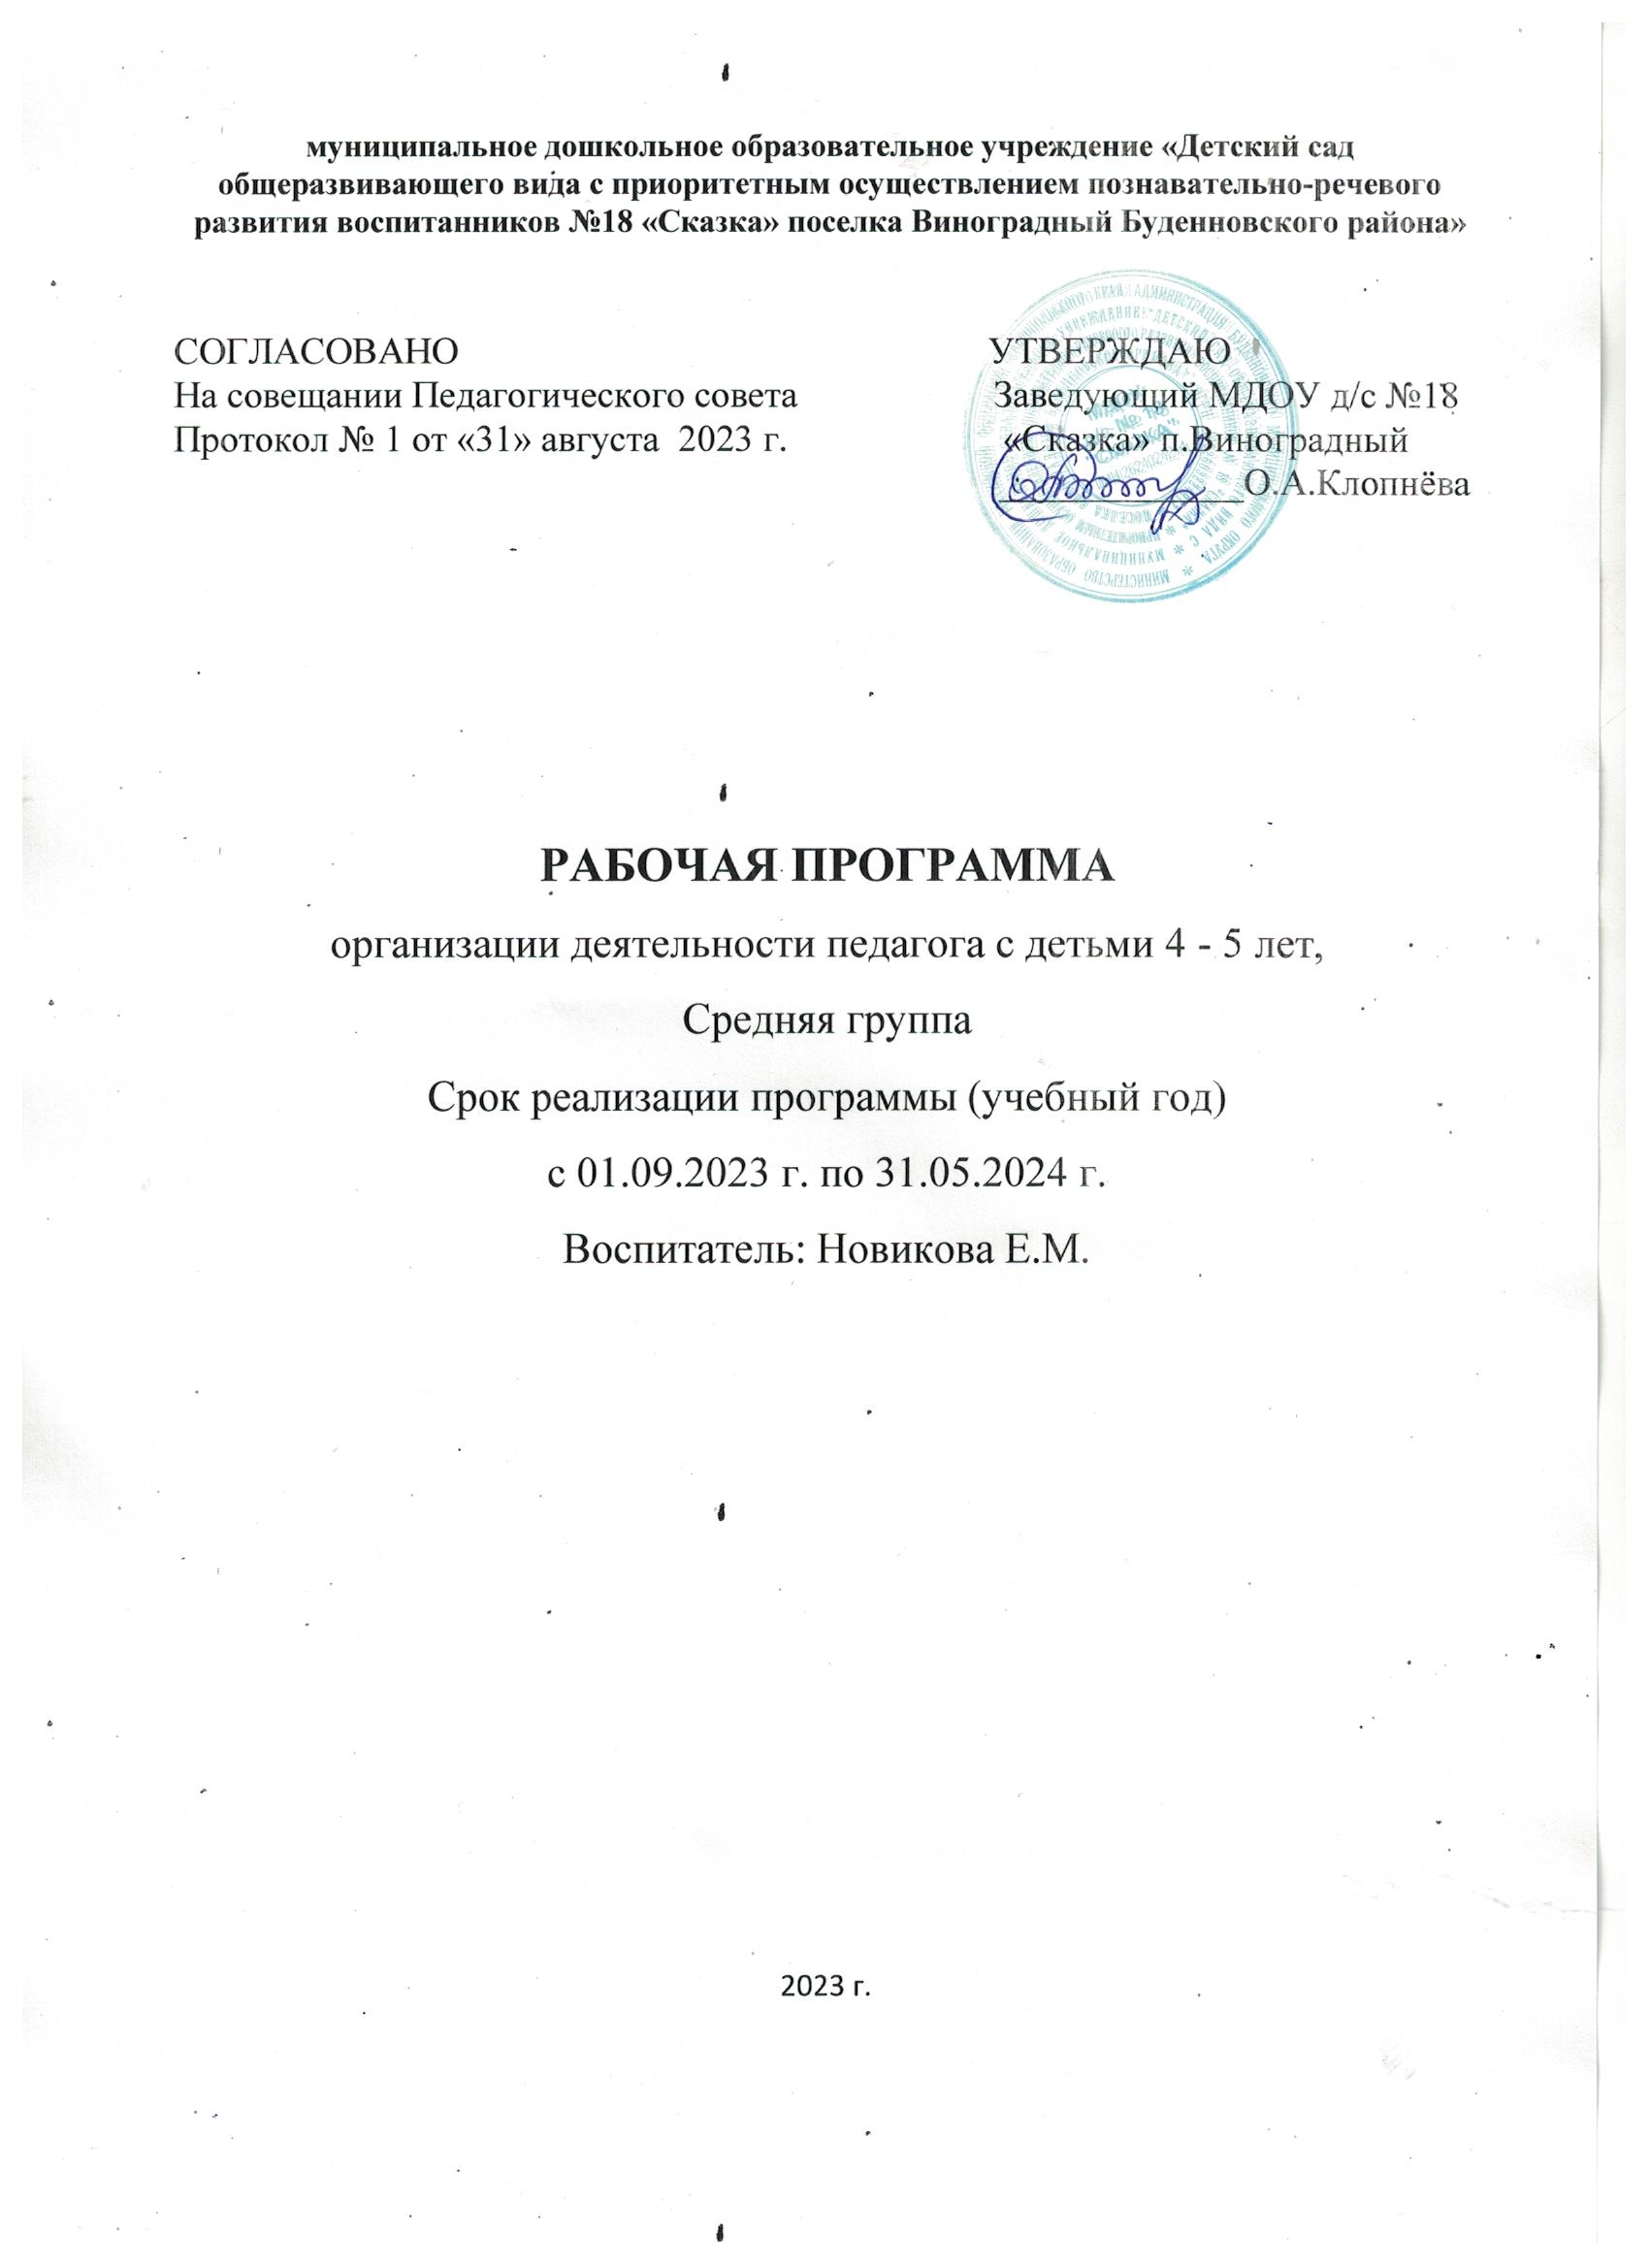 муниципальное дошкольное образовательное учреждение «Детский сад
общеразвивающего вида с приоритетным осуществлением познавательно-речевого
развития воспитанников №18 «Сказка» поселка Виноградный Буденновского района»
СОГЛАСОВАНО
На совещании Педагогического совета
Протокол № 1 от «31» августа 2023 г.
УТВЕРЖДАЮ
Заведующий МДОУ д/с №18
«Сказка» п.Виноградный
О.А.Клопнёва
РАБОЧАЯ ПРОГРАММА
организации деятельности педагога с детьми 4 - 5 лет,
Средняя группа
Срок реализации программы (учебный год)
с 01.09.2023 г. по 31.05.2024 г.
Воспитатель: Новикова Е.М.
2023 г.